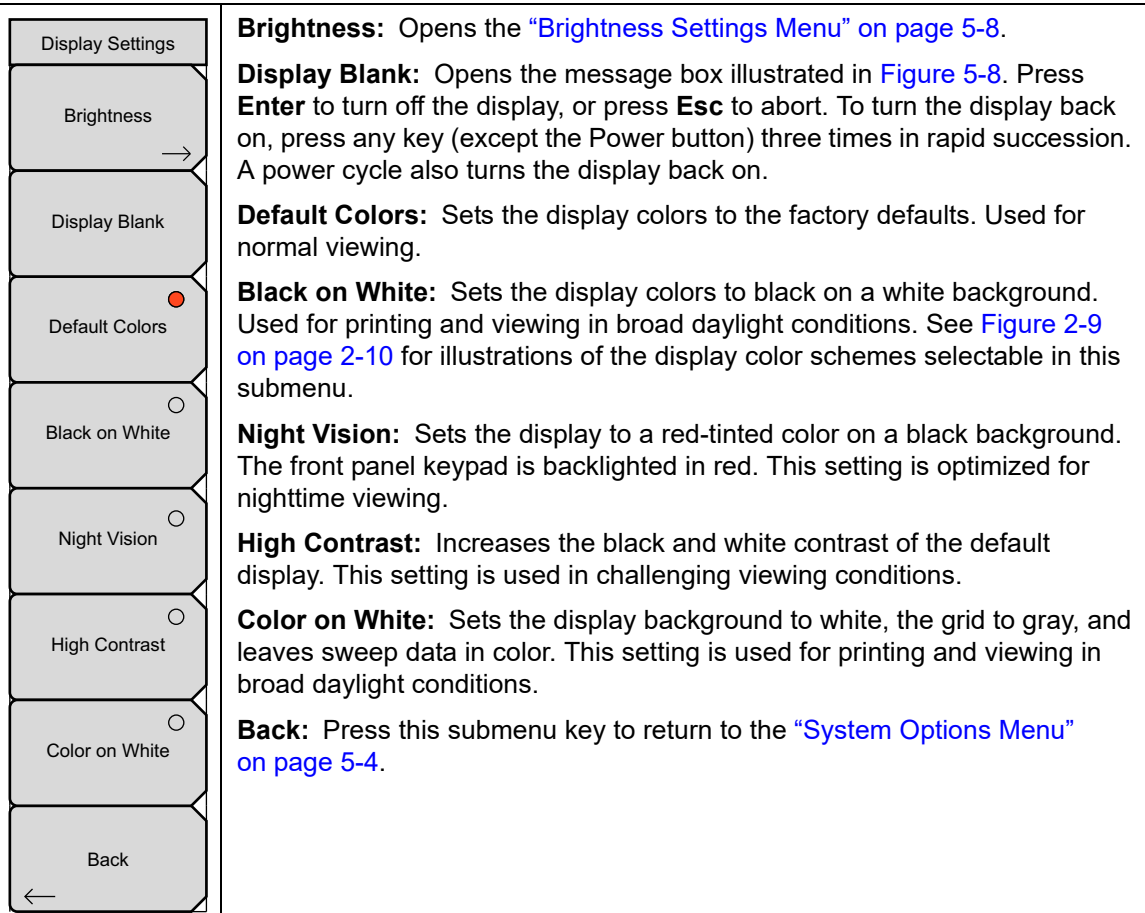 Display Settings
Brightness
Display Blank
Default Colors
Black on White
Night Vision
High Contrast
Color on White
Back
Brightness: Opens the “Brightness Settings Menu” on page 5-8.
Display Blank: Opens the message box illustrated in Figure 5-8. Press
Enter to turn off the display, or press Esc to abort. To turn the display back
on, press any key (except the Power button) three times in rapid succession.
A power cycle also turns the display back on.
Default Colors: Sets the display colors to the factory defaults. Used for
normal viewing.
Black on White: Sets the display colors to black on a white background.
Used for printing and viewing in broad daylight conditions. See Figure 2-9
on page 2-10 for illustrations of the display color schemes selectable in this
submenu.
Night Vision: Sets the display to a red-tinted color on a black background.
The front panel keypad is backlighted in red. This setting is optimized for
nighttime viewing.
High Contrast: Increases the black and white contrast of the default
display. This setting is used in challenging viewing conditions.
Color on White: Sets the display background to white, the grid to gray, and
leaves sweep data in color. This setting is used for printing and viewing in
broad daylight conditions.
Back: Press this submenu key to return to the “System Options Menu”
on page 5-4.